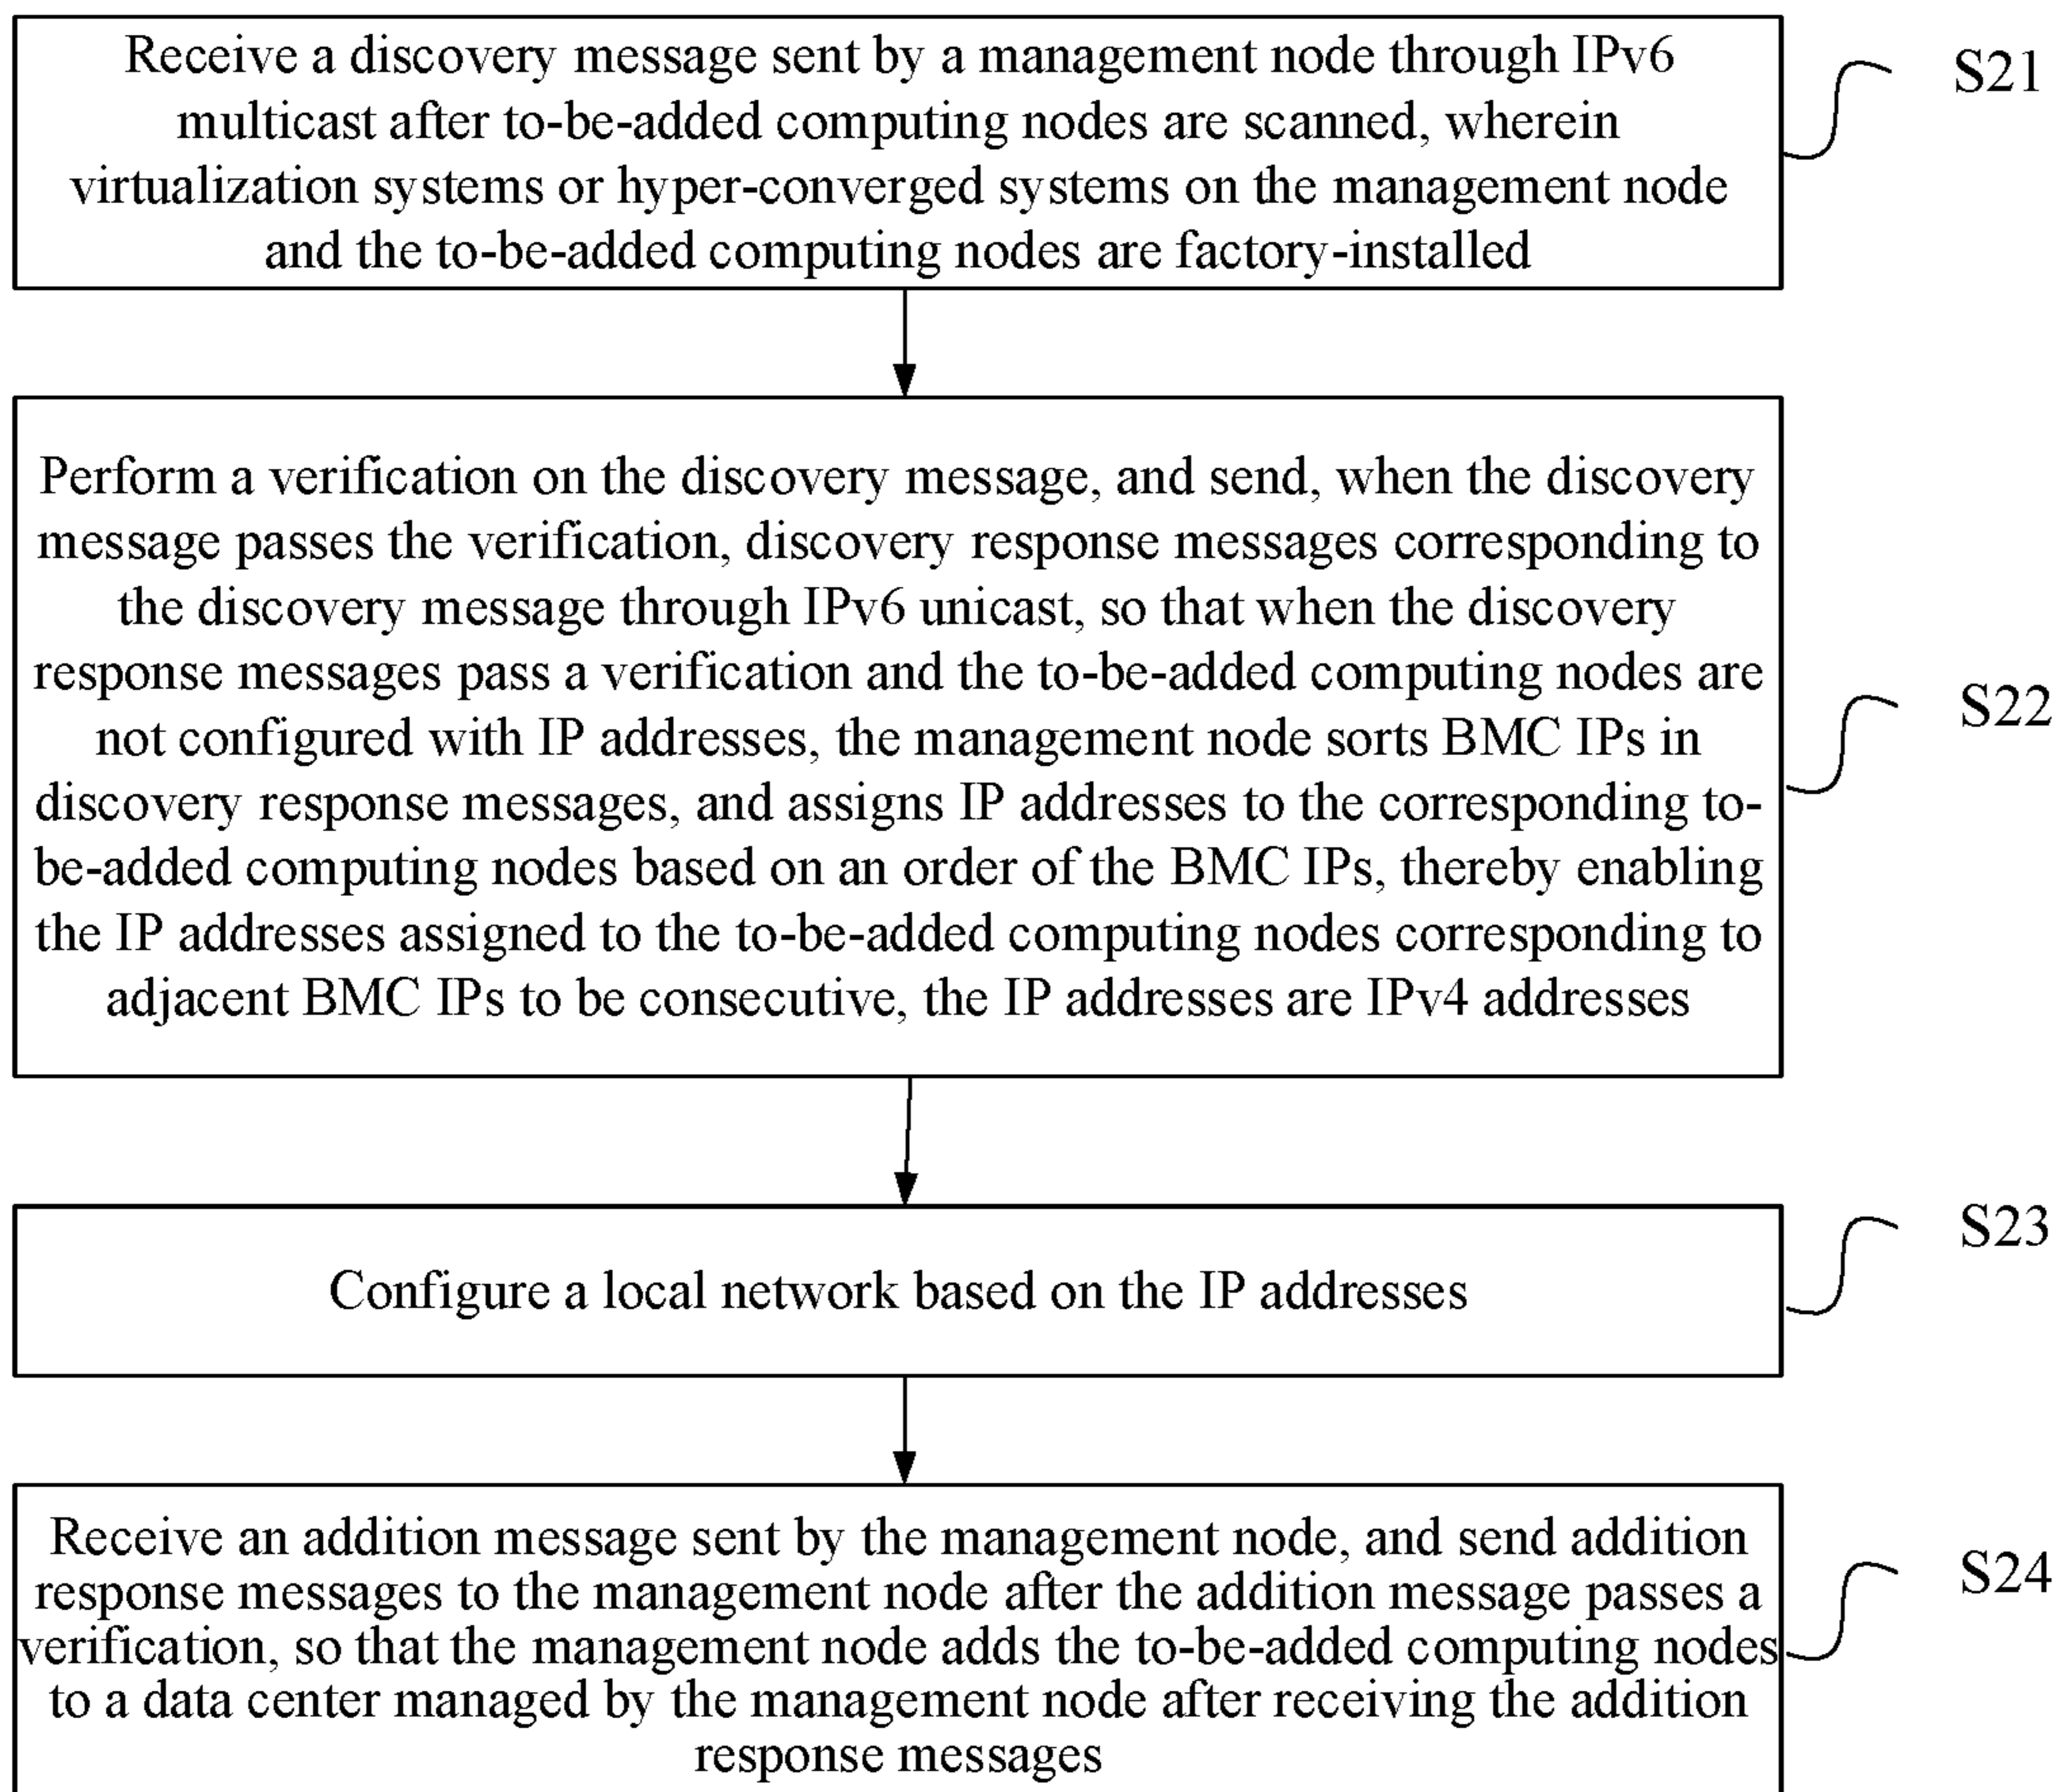 Receive a discovery message sent by a management node through IPv6
multicast after to-be-added computing nodes are scanned, wherein
virtualization systems or hyper-converged systems on the management node
and the to-be-added computing nodes are factory-installed
S21
Perform a verification on the discovery message, and send, when the discovery
message passes the verification, discovery response messages corresponding to
the discovery message through IPv6 unicast, so that when the discovery
response messages pass a verification and the to-be-added computing nodes are
not configured with IP addresses, the management node sorts BMC IPs in
discovery response messages, and assigns IP addresses to the corresponding to-
be-added computing nodes based on an order of the BMC IPs, thereby enabling
the IP addresses assigned to the to-be-added computing nodes corresponding to
adjacent BMC IPs to be consecutive, the IP addresses are IPv4 addresses
S22
Configure a local network based on the IP addresses
S23
Receive an addition message sent by the management node, and send addition
response messages to the management node after the addition message passes a
verification, so that the management node adds the to-be-added computing nodes
to a data center managed by the management node after receiving the addition
response messages
S24